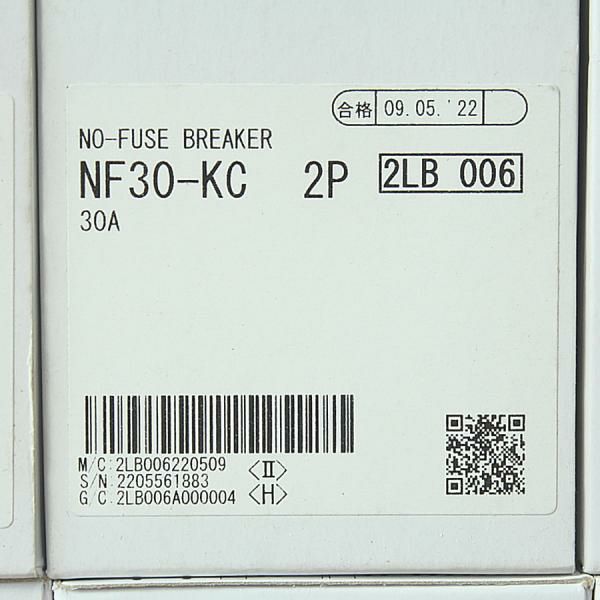 合格 09.05.'22
NO-FUSE BREAKER
NF30-KC 2P 2LB 006
30A
M/C:2LB006220509 〈Ⅱ〉
S/N:2205561883
G/C:2LB006A000004 〈H〉